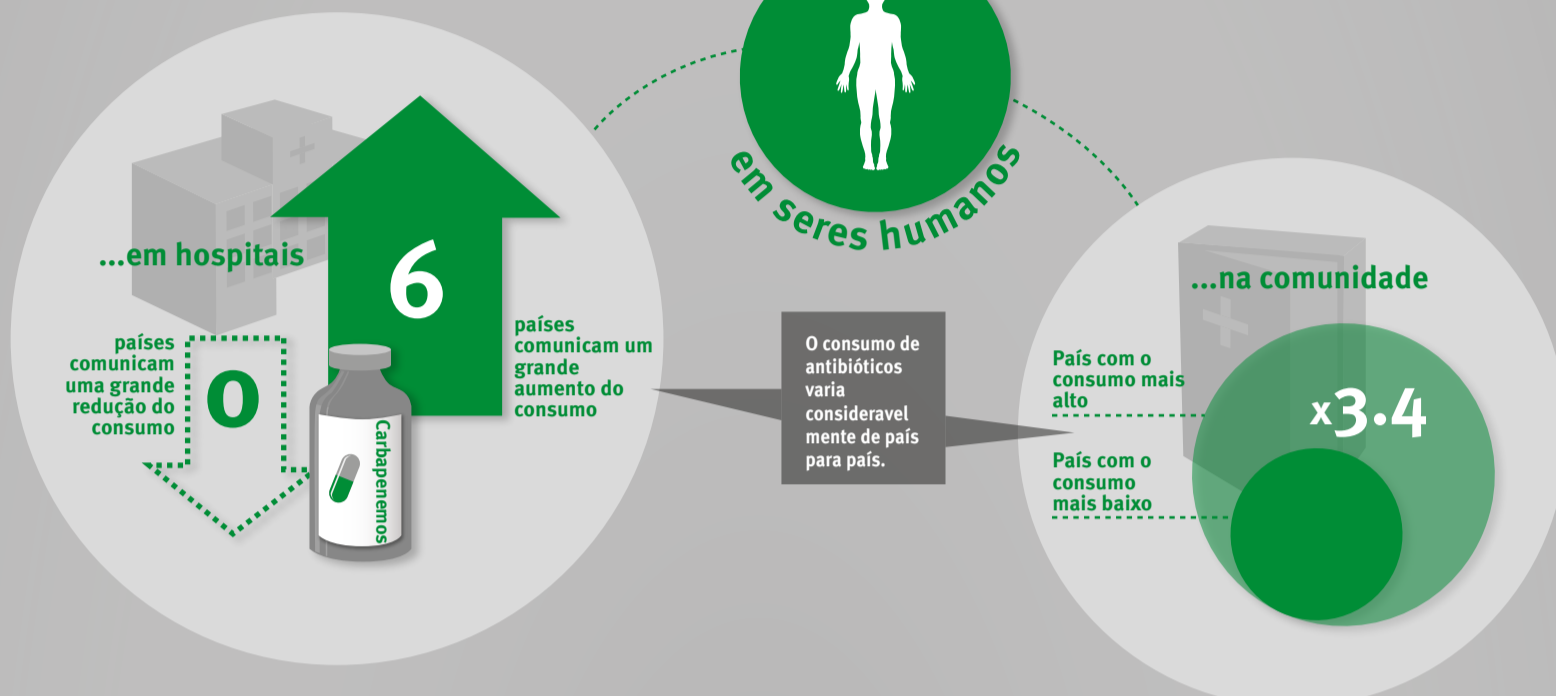 em seres humanos
...em hospitais
6
países
comunicam um
grande
aumento do
consumo
países
comunicam
uma grande
redução do
consumo
0
Carbapenemos
O consumo de
antibióticos
varia
consideravel
mente de país
para país.
...na comunidade
País com o
consumo mais
alto
x3.4
País com o
consumo
mais baixo